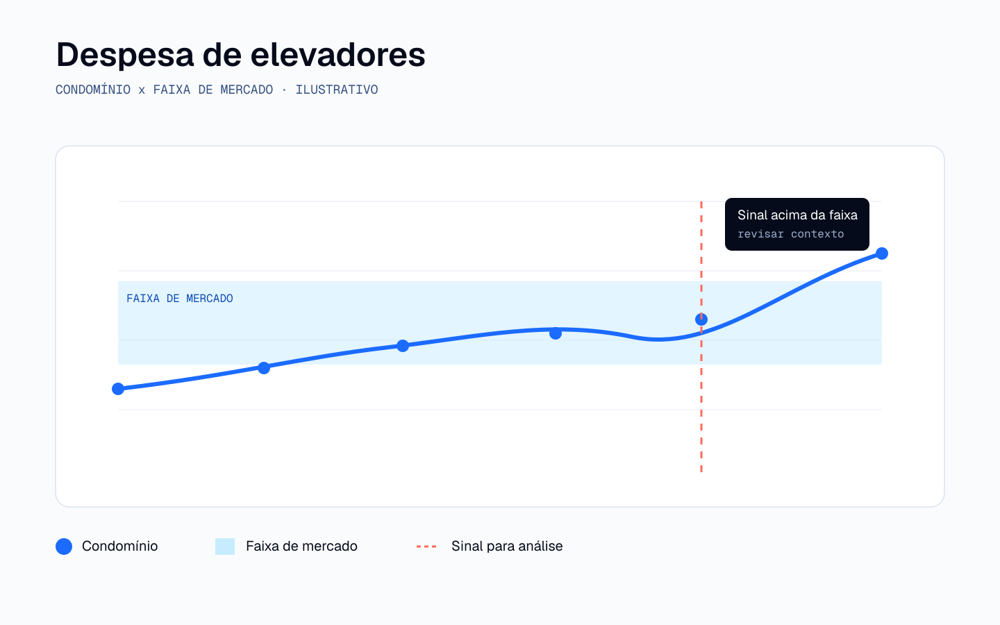 Despesa de elevadores
CONDOMÍNIO x FAIXA DE MERCADO · ILUSTRATIVO
Sinal acima da faixa
revisar contexto
FAIXA DE MERCADO
Condomínio
Faixa de mercado
Sinal para análise